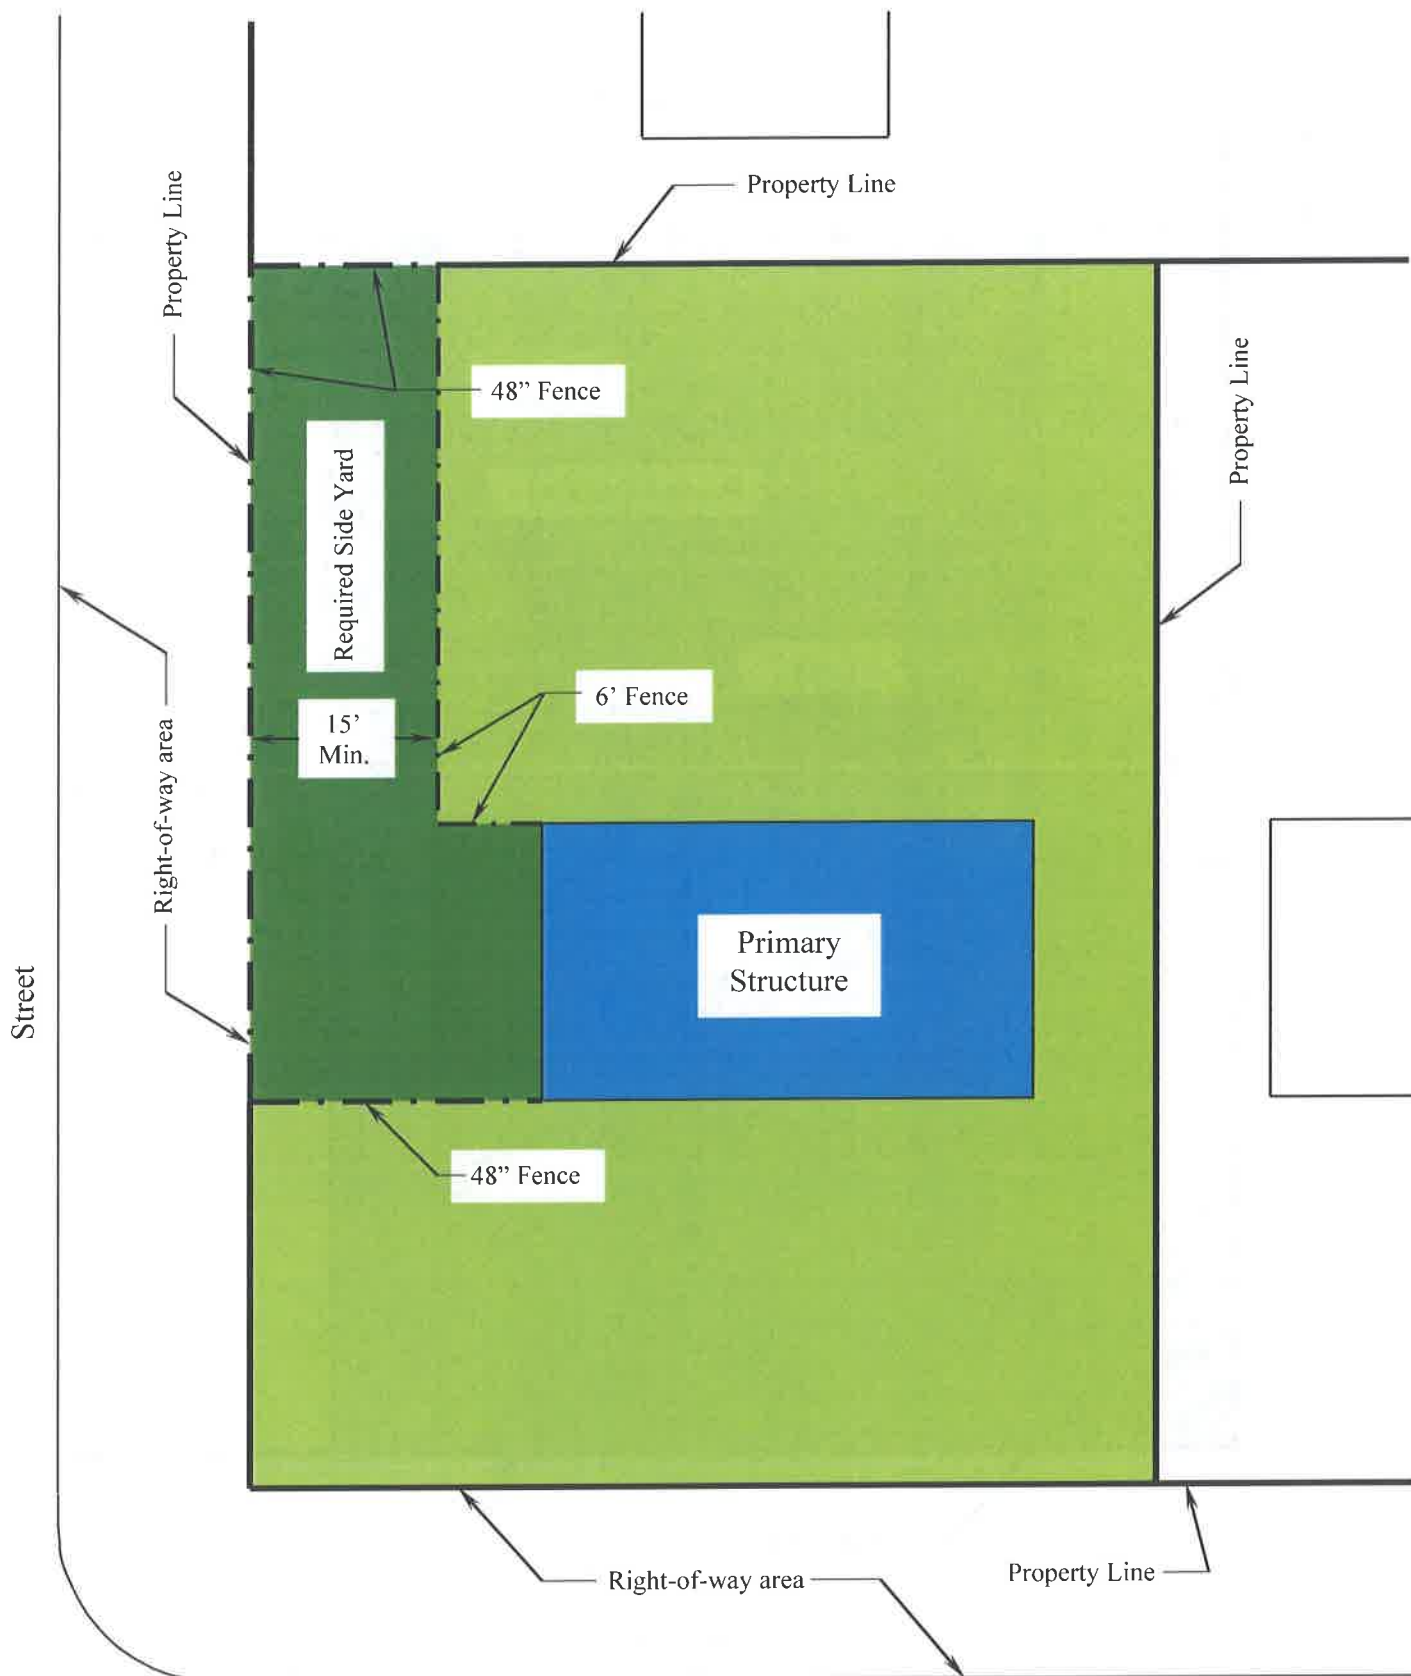 Property Line
Property Line
48” Fence
Property Line
Required Side Yard
6’ Fence
15’
Min.
Right-of-way area
Primary
Structure
Street
48” Fence
Right-of-way area
Property Line